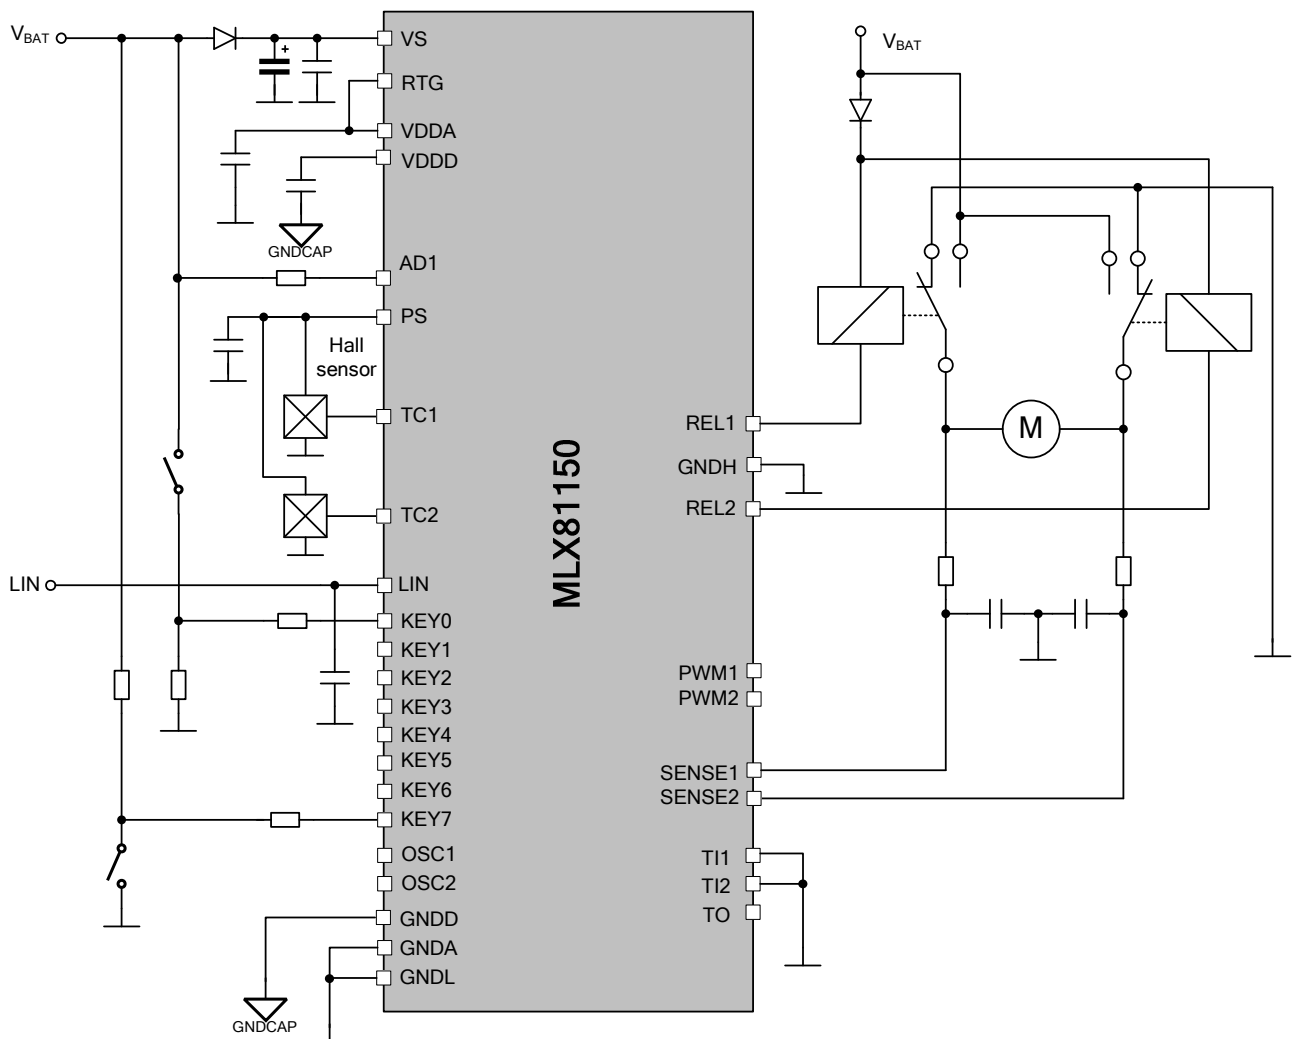 VBAT
VS
+
RTG
VDDA
VDDD
GNDCAP
AD1
PS
Hall
sensor
TC1
TC2
LIN
LIN
KEY0
KEY1
KEY2
KEY3
KEY4
KEY5
KEY6
KEY7
OSC1
OSC2
GNDD
GNDA
GNDL
GNDCAP
MLX81150
VBAT
REL1
GNDH
REL2
M
PWM1
PWM2
SENSE1
SENSE2
TI1
TI2
TO